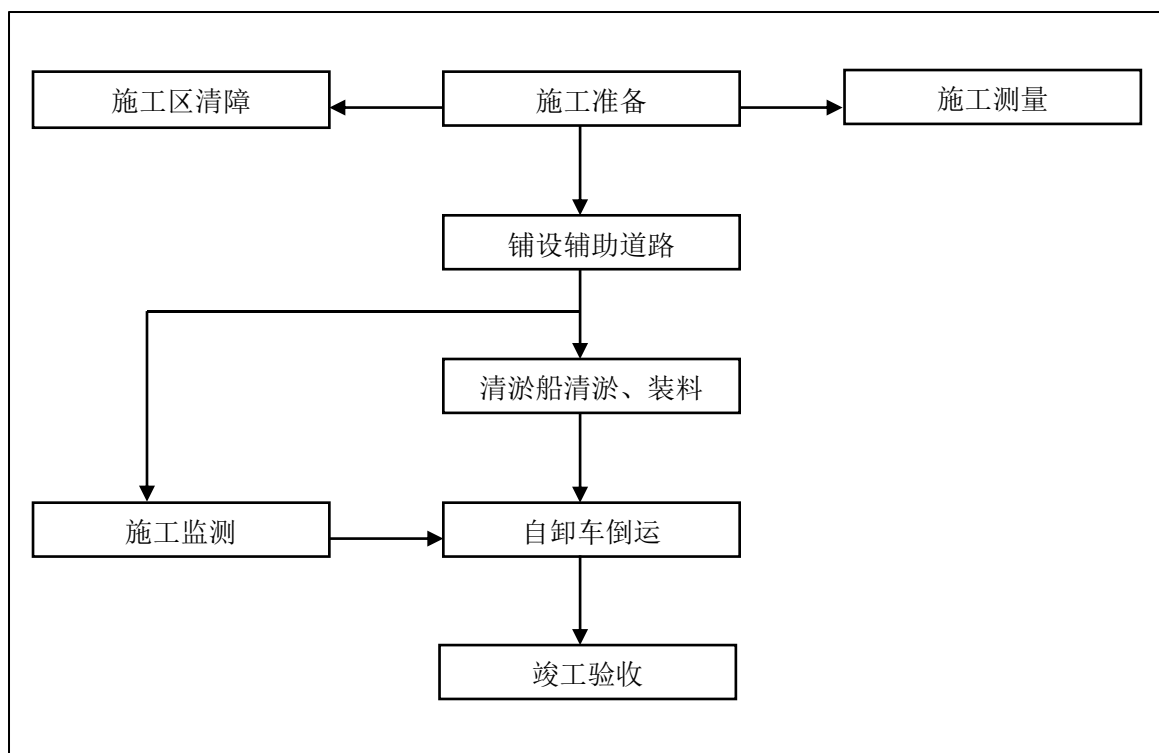 施工区清障
施工准备
施工测量
铺设辅助道路
清淤船清淤、装料
施工监测
自卸车倒运
竣工验收